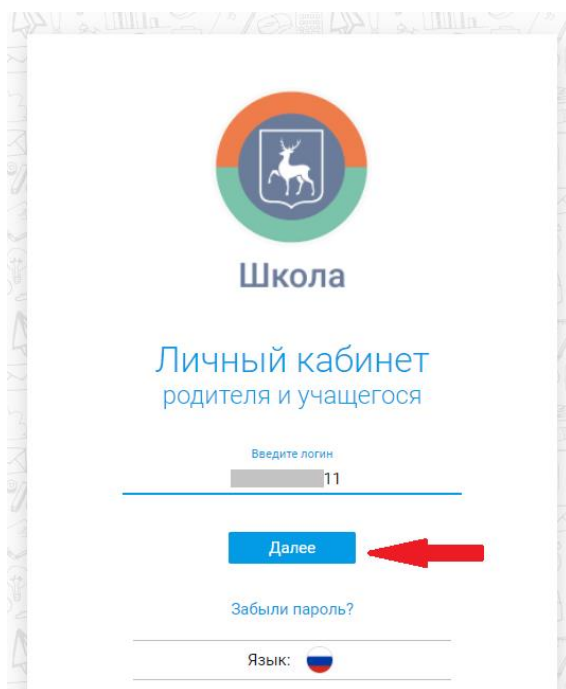 Школа
Личный кабинет
родителя и учащегося
Введите логин
11
Далее
Забыли пароль?
Язык: